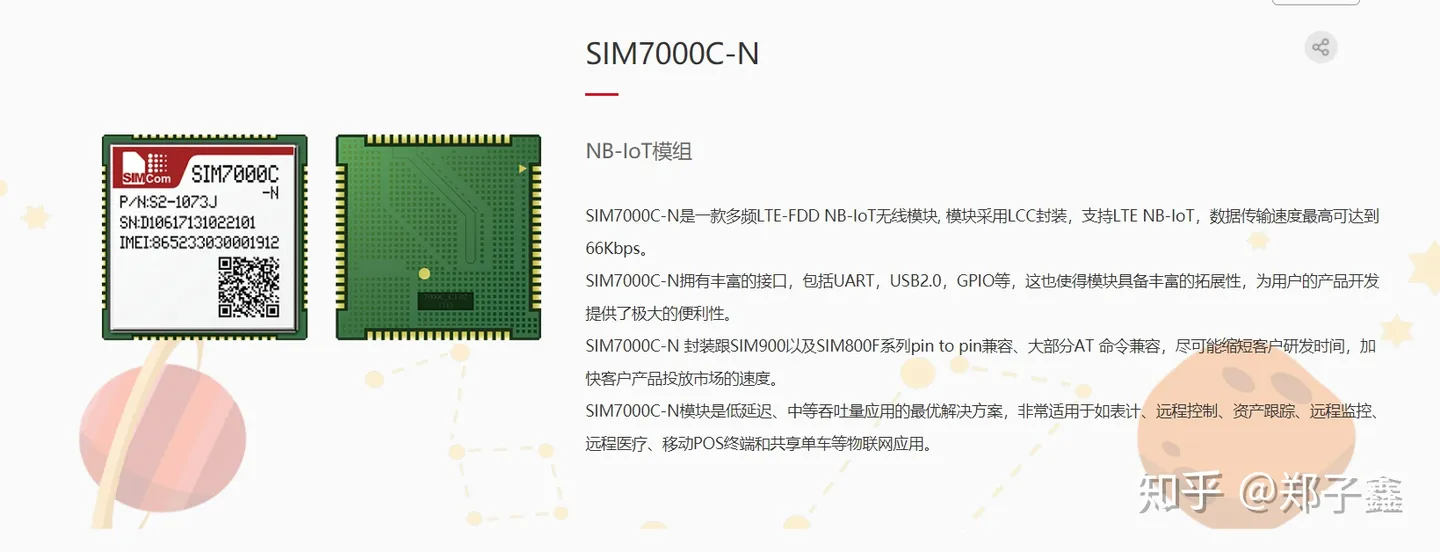 SIM7000C-N
NB-IoT模组
SIMCom
SIM7000C
-N
P/N:S2-1073J
SN:D10617131022101
IMEI:865233030001912
SIM7000C-N是一款多频LTE-FDD NB-IoT无线模块, 模块采用LCC封装，支持LTE NB-IoT，数据传输速度最高可达到
66Kbps。
SIM7000C-N拥有丰富的接口，包括UART，USB2.0，GPIO等，这也使得模块具备丰富的拓展性，为用户的产品开发
提供了极大的便利性。
SIM7000C-N 封装跟SIM900以及SIM800F系列pin to pin兼容、大部分AT 命令兼容，尽可能缩短客户研发时间，加
快客户产品投放市场的速度。
SIM7000C-N模块是低延迟、中等吞吐量应用的最优解决方案，非常适用于如表计、远程控制、资产跟踪、远程监控、
远程医疗、移动POS终端和共享单车等物联网应用。
知乎 @郑子鑫